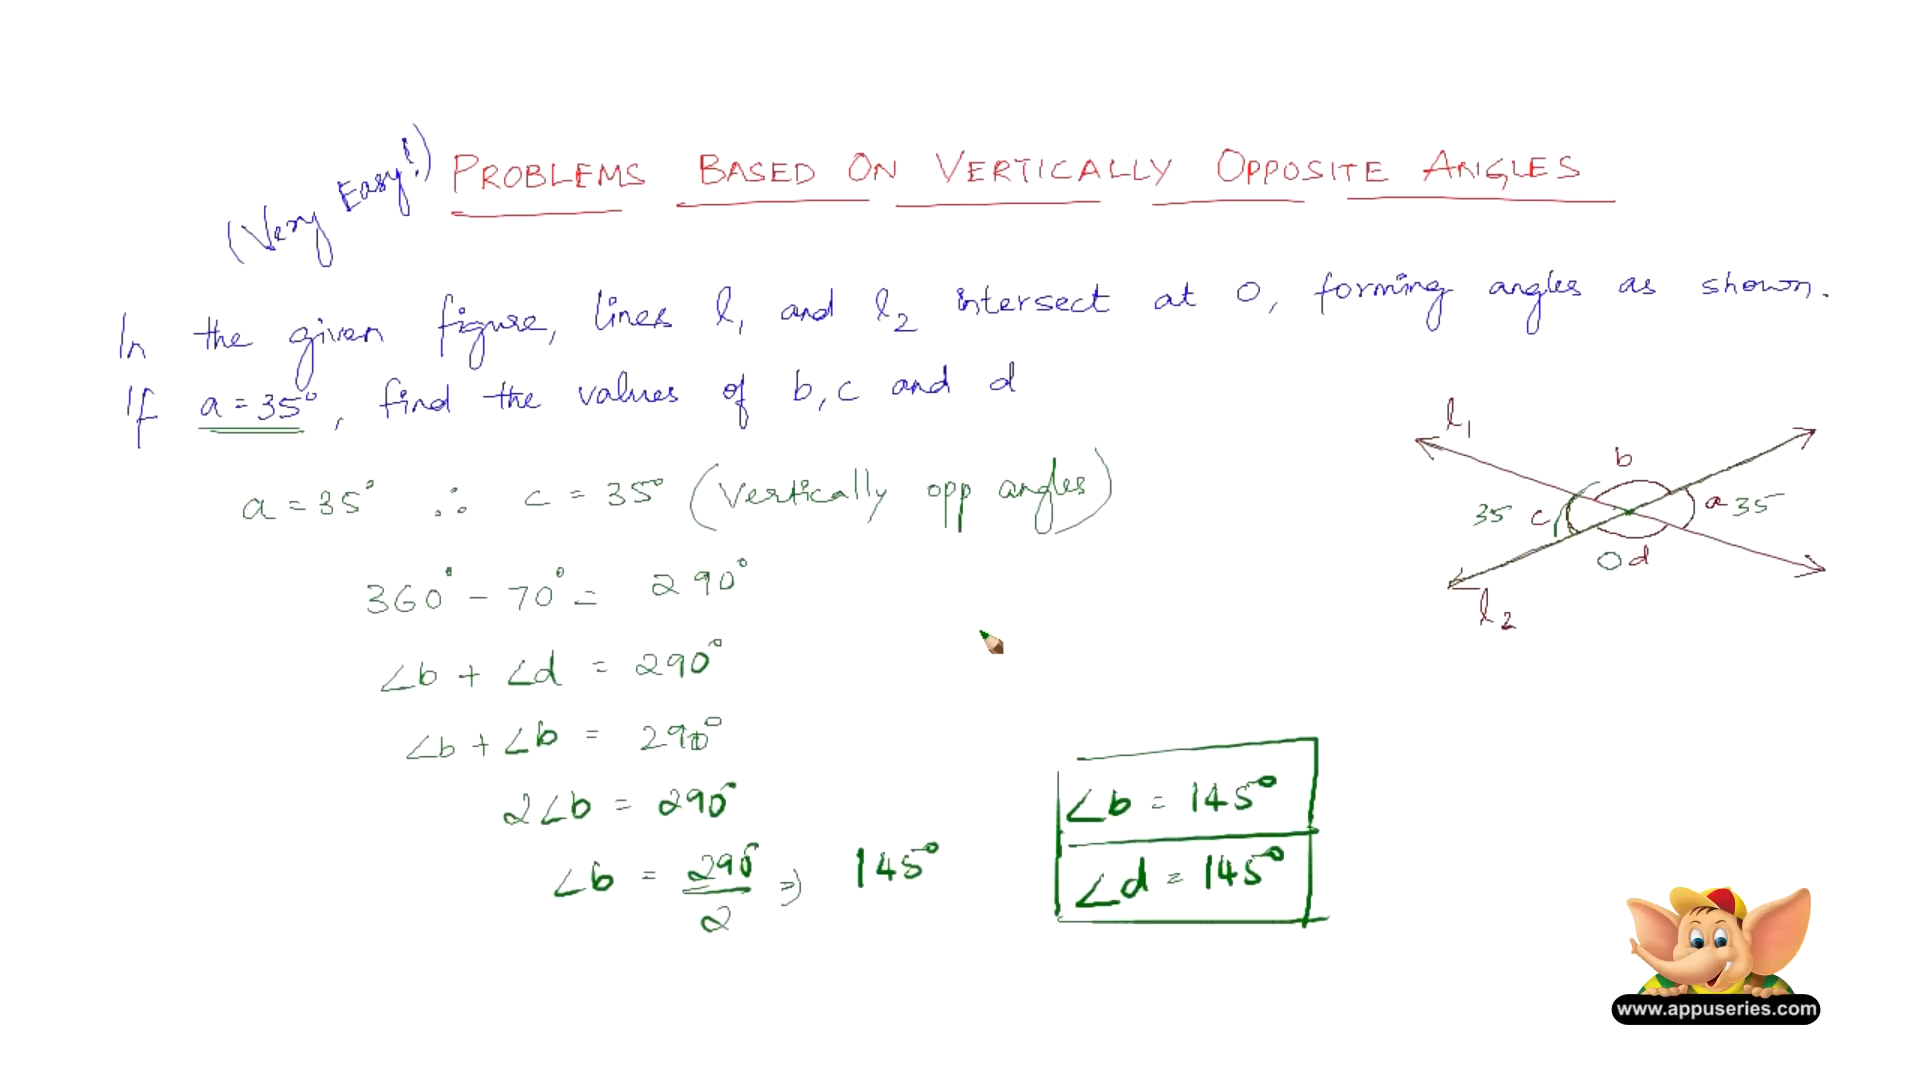 (Very Easy!) PROBLEMS BASED ON VERTICALLY OPPOSITE ANGLES
In the given figure, lines l₁ and l₂ intersect at O, forming angles as shown.
If a = 35°, find the values of b, c and d
a = 35° ∴ c = 35° (Vertically opp angles)
360° - 70° = 290°
∠b + ∠d = 290°
∠b + ∠b = 290°
2∠b = 290°
∠b = 290°/2 ⇒ 145°
∠b = 145°
∠d = 145°
l₁
b
35 c a 35
O d
l₂
www.appuseries.com